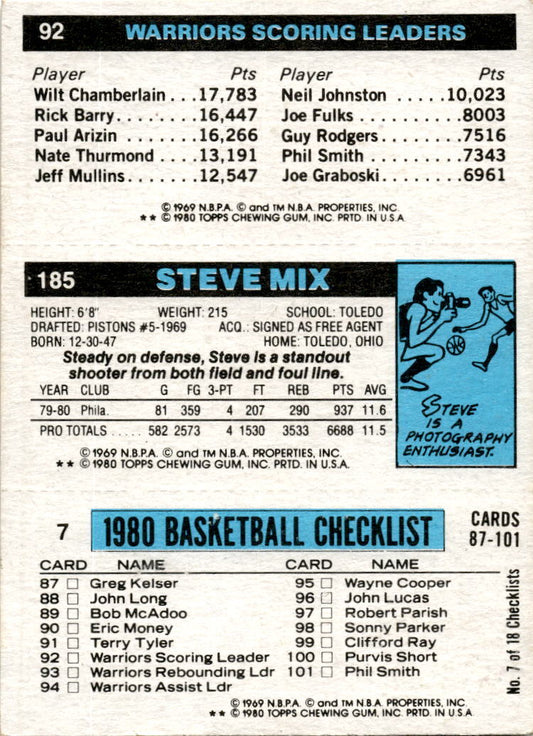 92 WARRIORS SCORING LEADERS
Player Pts Player Pts
Wilt Chamberlain . . . 17,783 Neil Johnston . . . . . 10,023
Rick Barry . . . . . . . 16,447 Joe Fulks . . . . . . . . 8003
Paul Arizin . . . . . . . 16,266 Guy Rodgers . . . . . . 7516
Nate Thurmond . . . . 13,191 Phil Smith . . . . . . . 7343
Jeff Mullins . . . . . . . 12,547 Joe Graboski . . . . . . 6961
© 1969 N.B.P.A. © and TM N.B.A. PROPERTIES, INC.
★★ © 1980 TOPPS CHEWING GUM, INC. PRTD. IN U.S.A.
185 STEVE MIX
HEIGHT: 6'8" WEIGHT: 215 SCHOOL: TOLEDO
DRAFTED: PISTONS #5-1969 ACQ.: SIGNED AS FREE AGENT
BORN: 12-30-47 HOME: TOLEDO, OHIO
Steady on defense, Steve is a standout
shooter from both field and foul line.
YEAR CLUB G FG 3-PT FT REB PTS AVG
79-80 Phila. 81 359 4 207 290 937 11.6
PRO TOTALS . . . . . 582 2573 4 1530 3533 6688 11.5
© 1969 N.B.P.A. © and TM N.B.A. PROPERTIES, INC.
★★ © 1980 TOPPS CHEWING GUM, INC. PRTD. IN U.S.A.
STEVE
IS A
PHOTOGRAPHY
ENTHUSIAST.
7 1980 BASKETBALL CHECKLIST CARDS
87-101
CARD NAME CARD NAME
87 □ Greg Kelser 95 □ Wayne Cooper
88 □ John Long 96 □ John Lucas
89 □ Bob McAdoo 97 □ Robert Parish
90 □ Eric Money 98 □ Sonny Parker
91 □ Terry Tyler 99 □ Clifford Ray
92 □ Warriors Scoring Leader 100 □ Purvis Short
93 □ Warriors Rebounding Ldr 101 □ Phil Smith
94 □ Warriors Assist Ldr
No. 7 of 18 Checklists
© 1969 N.B.P.A. © and TM N.B.A. PROPERTIES, INC.
★★ © 1980 TOPPS CHEWING GUM, INC. PRTD. IN U.S.A.